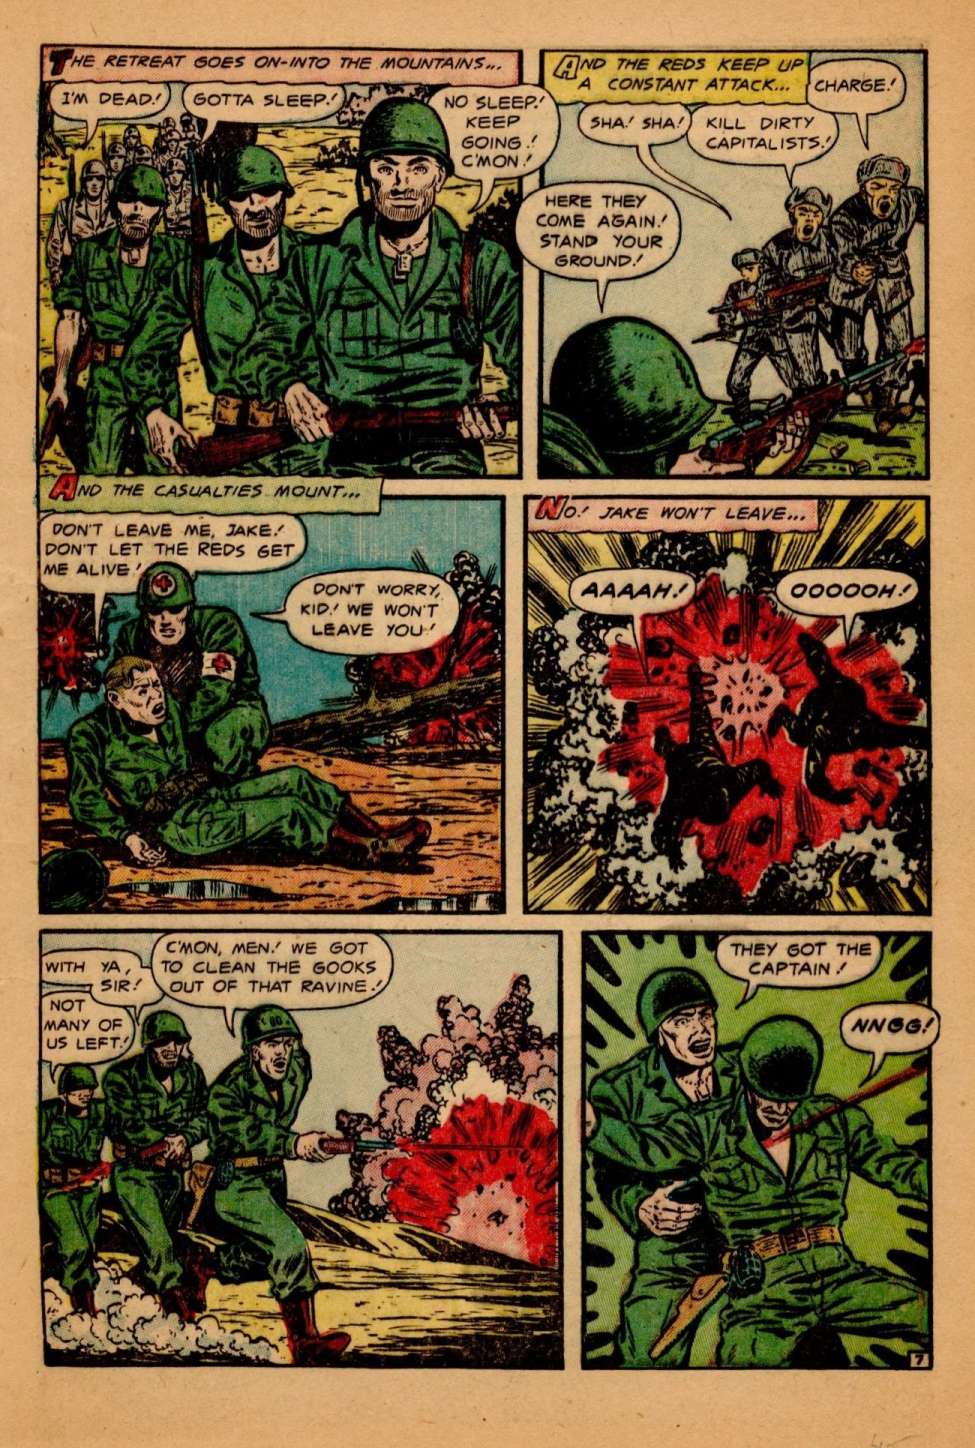 THE RETREAT GOES ON-INTO THE MOUNTAINS...
I'M DEAD!
GOTTA SLEEP!
NO SLEEP!
KEEP
GOING!
C'MON!
AND THE REDS KEEP UP
A CONSTANT ATTACK...
CHARGE!
SHA! SHA!
KILL DIRTY
CAPITALISTS!
HERE THEY
COME AGAIN!
STAND YOUR
GROUND!
AND THE CASUALTIES MOUNT...
DON'T LEAVE ME, JAKE!
DON'T LET THE REDS GET
ME ALIVE!
DON'T WORRY,
KID! WE WON'T
LEAVE YOU!
NO! JAKE WON'T LEAVE...
AAAAH!
OOOOOH!
WITH YA,
SIR!
C'MON, MEN! WE GOT
TO CLEAN THE GOOKS
OUT OF THAT RAVINE!
NOT
MANY OF
US LEFT!
THEY GOT THE
CAPTAIN!
NNGG!
7